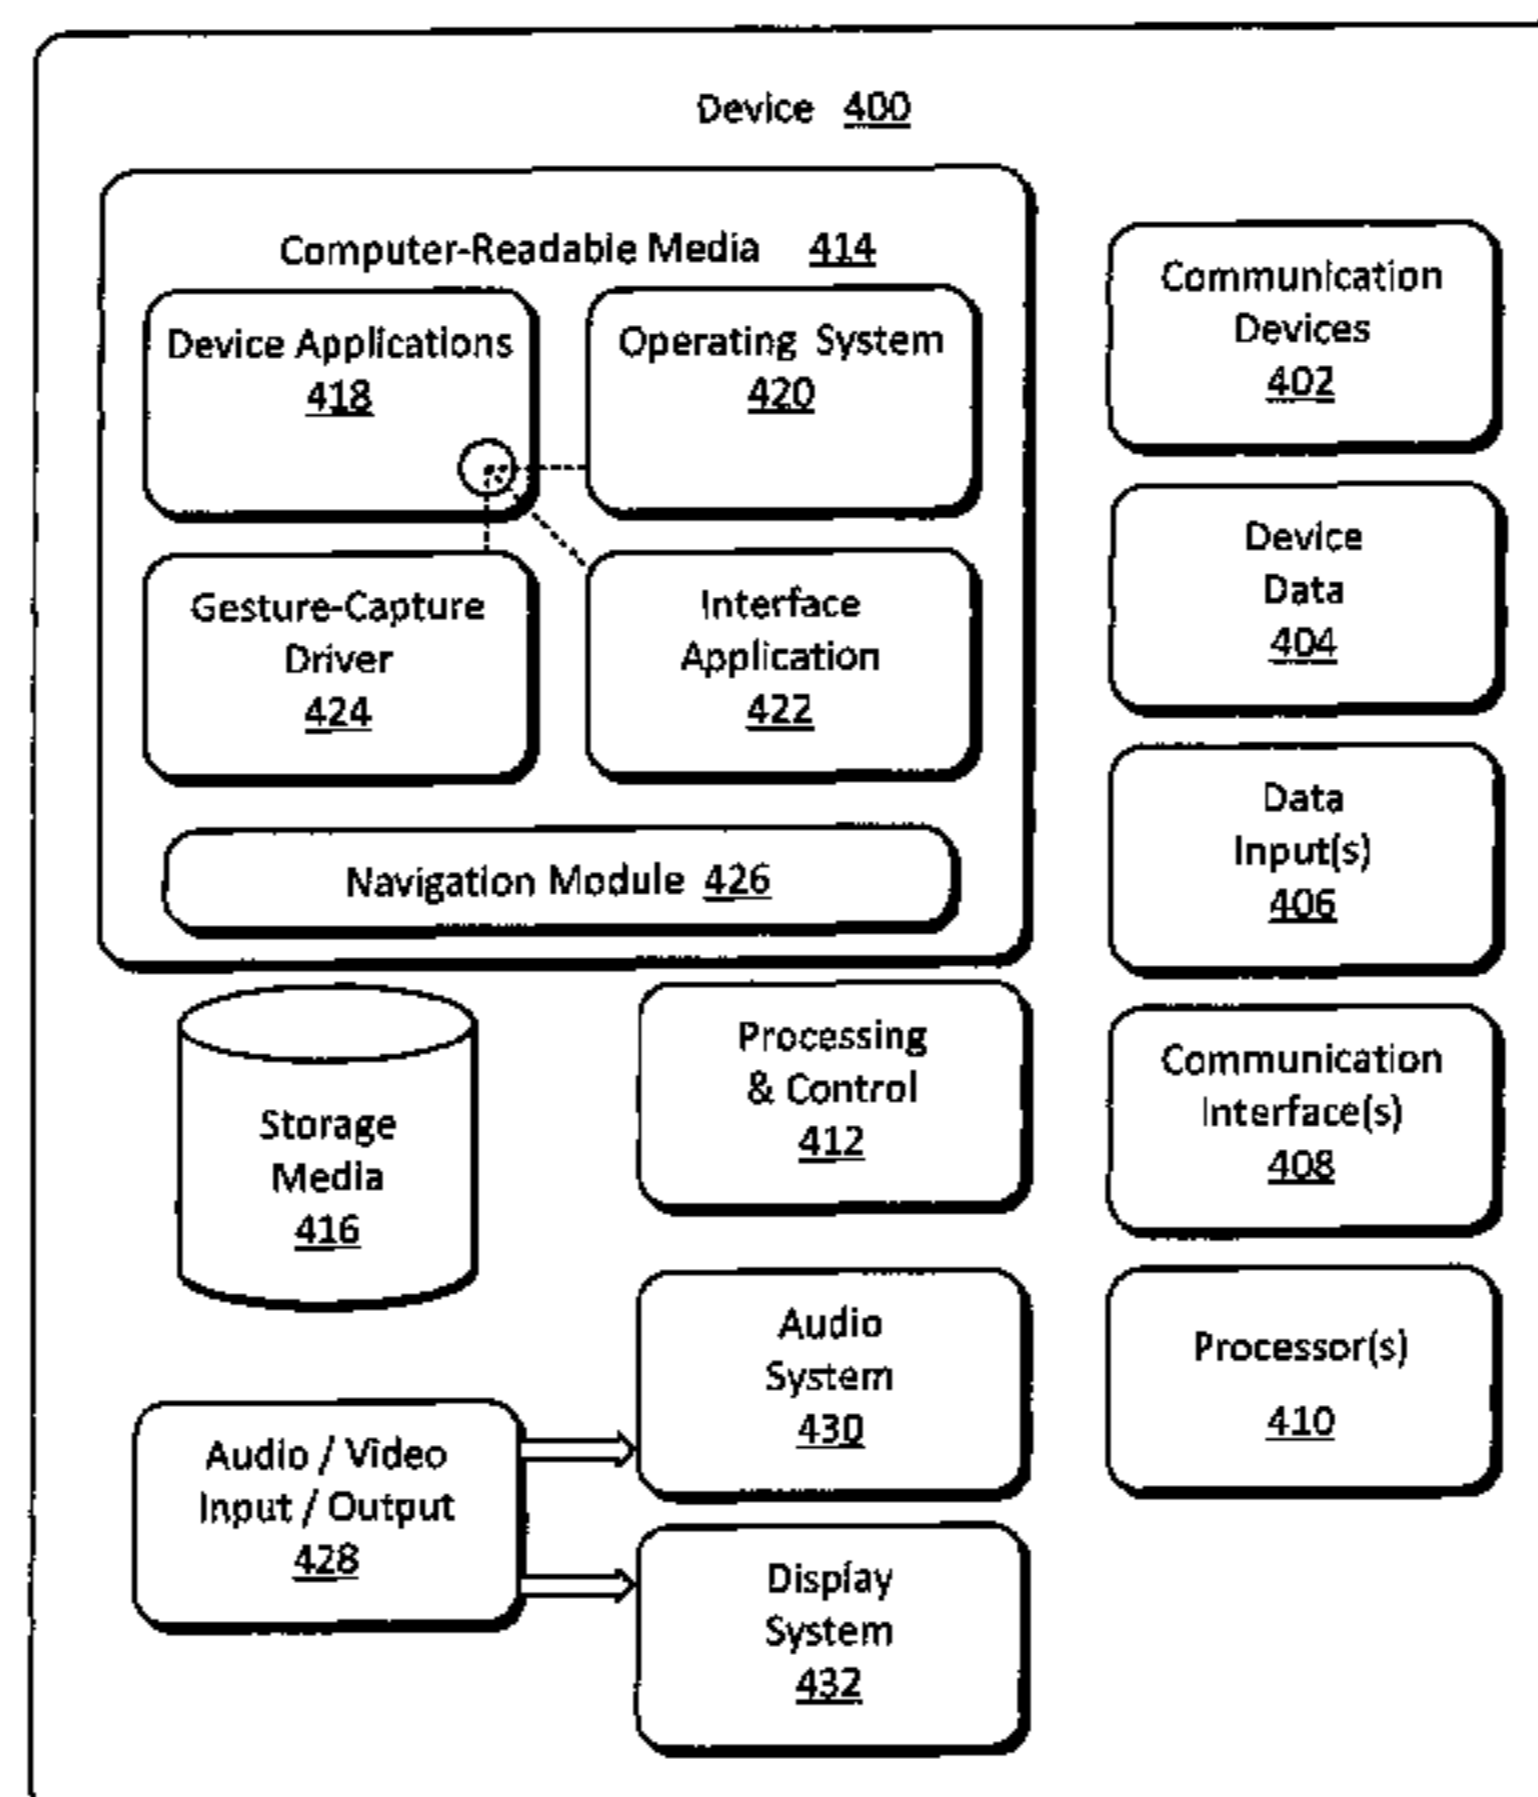 Device 400
Computer-Readable Media 414
Device Applications
418
Operating System
420
Gesture-Capture
Driver
424
Interface
Application
422
Navigation Module 426
Storage
Media
416
Processing
& Control
412
Audio / Video
Input / Output
428
Audio
System
430
Display
System
432
Communication
Devices
402
Device
Data
404
Data
Input(s)
406
Communication
Interface(s)
408
Processor(s)
410